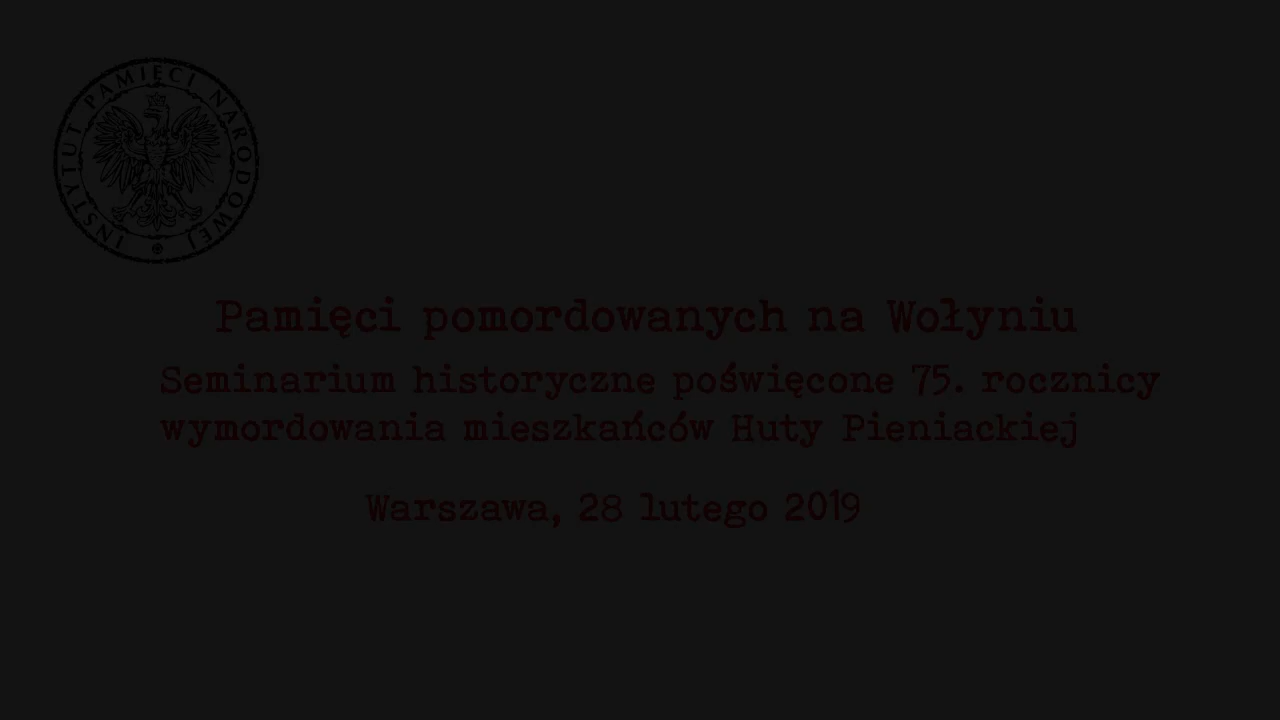 INSTYTUT PAMIĘCI NARODOWEJ
Pamięci pomordowanych na Wołyniu
Seminarium historyczne poświęcone 75. rocznicy
wymordowania mieszkańców Huty Pieniackiej
Warszawa, 28 lutego 2019